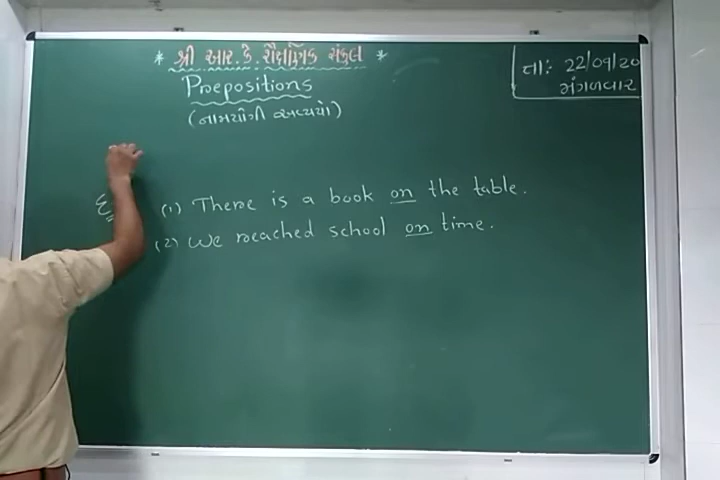 * શ્રી આર. કે. શૈક્ષણિક સંકુલ *
Prepositions
(નામયોગી અવ્યયો)
તા: 22/09/20
મંગળવાર
(1) There is a book on the table.
(2) We reached school on time.